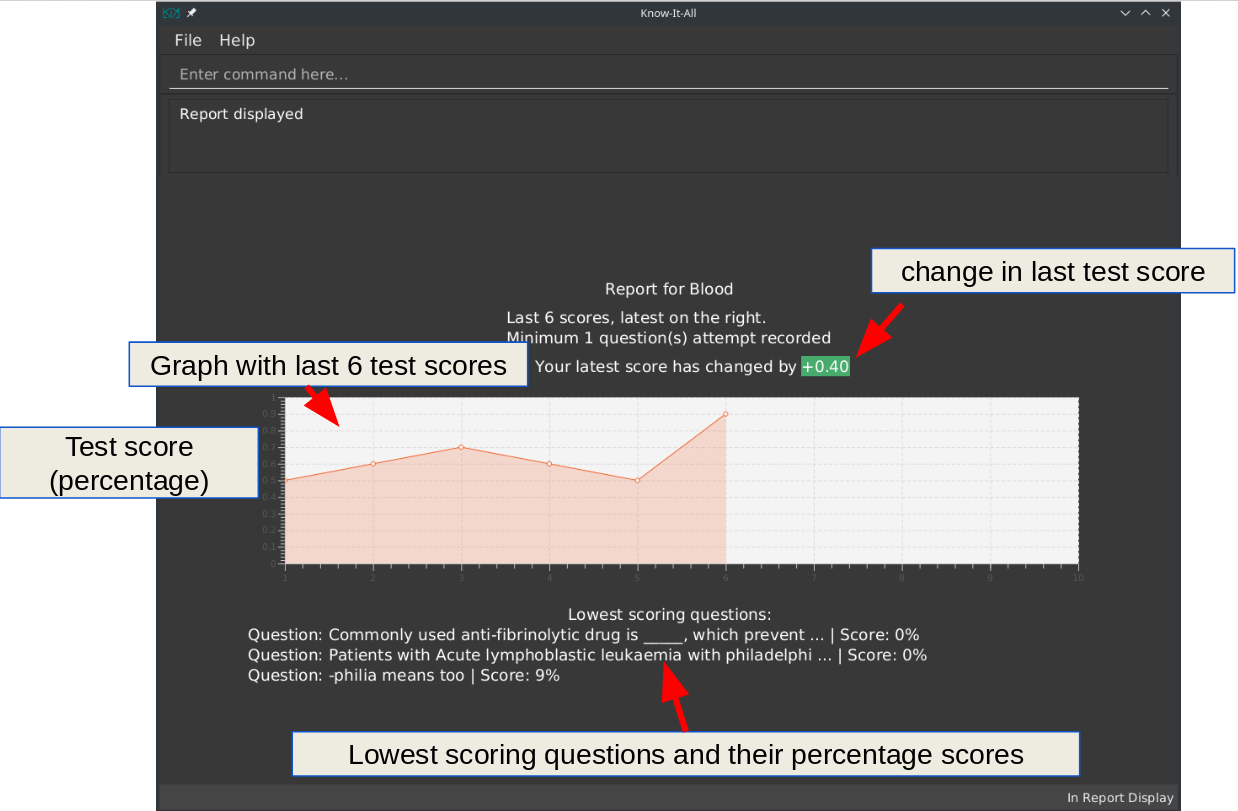 Know-It-All
File Help
Enter command here...
Report displayed
change in last test score
Report for Blood
Last 6 scores, latest on the right.
Minimum 1 question(s) attempt recorded
Graph with last 6 test scores
Your latest score has changed by +0.40
Test score
(percentage)
1
0.9
0.8
0.7
0.6
0.5
0.4
0.3
0.2
0.1
0
1 2 3 4 5 6 7 8 9 10
Lowest scoring questions:
Question: Commonly used anti-fibrinolytic drug is _____, which prevent ... | Score: 0%
Question: Patients with Acute lymphoblastic leukaemia with philadelphi ... | Score: 0%
Question: -philia means too | Score: 9%
Lowest scoring questions and their percentage scores
In Report Display